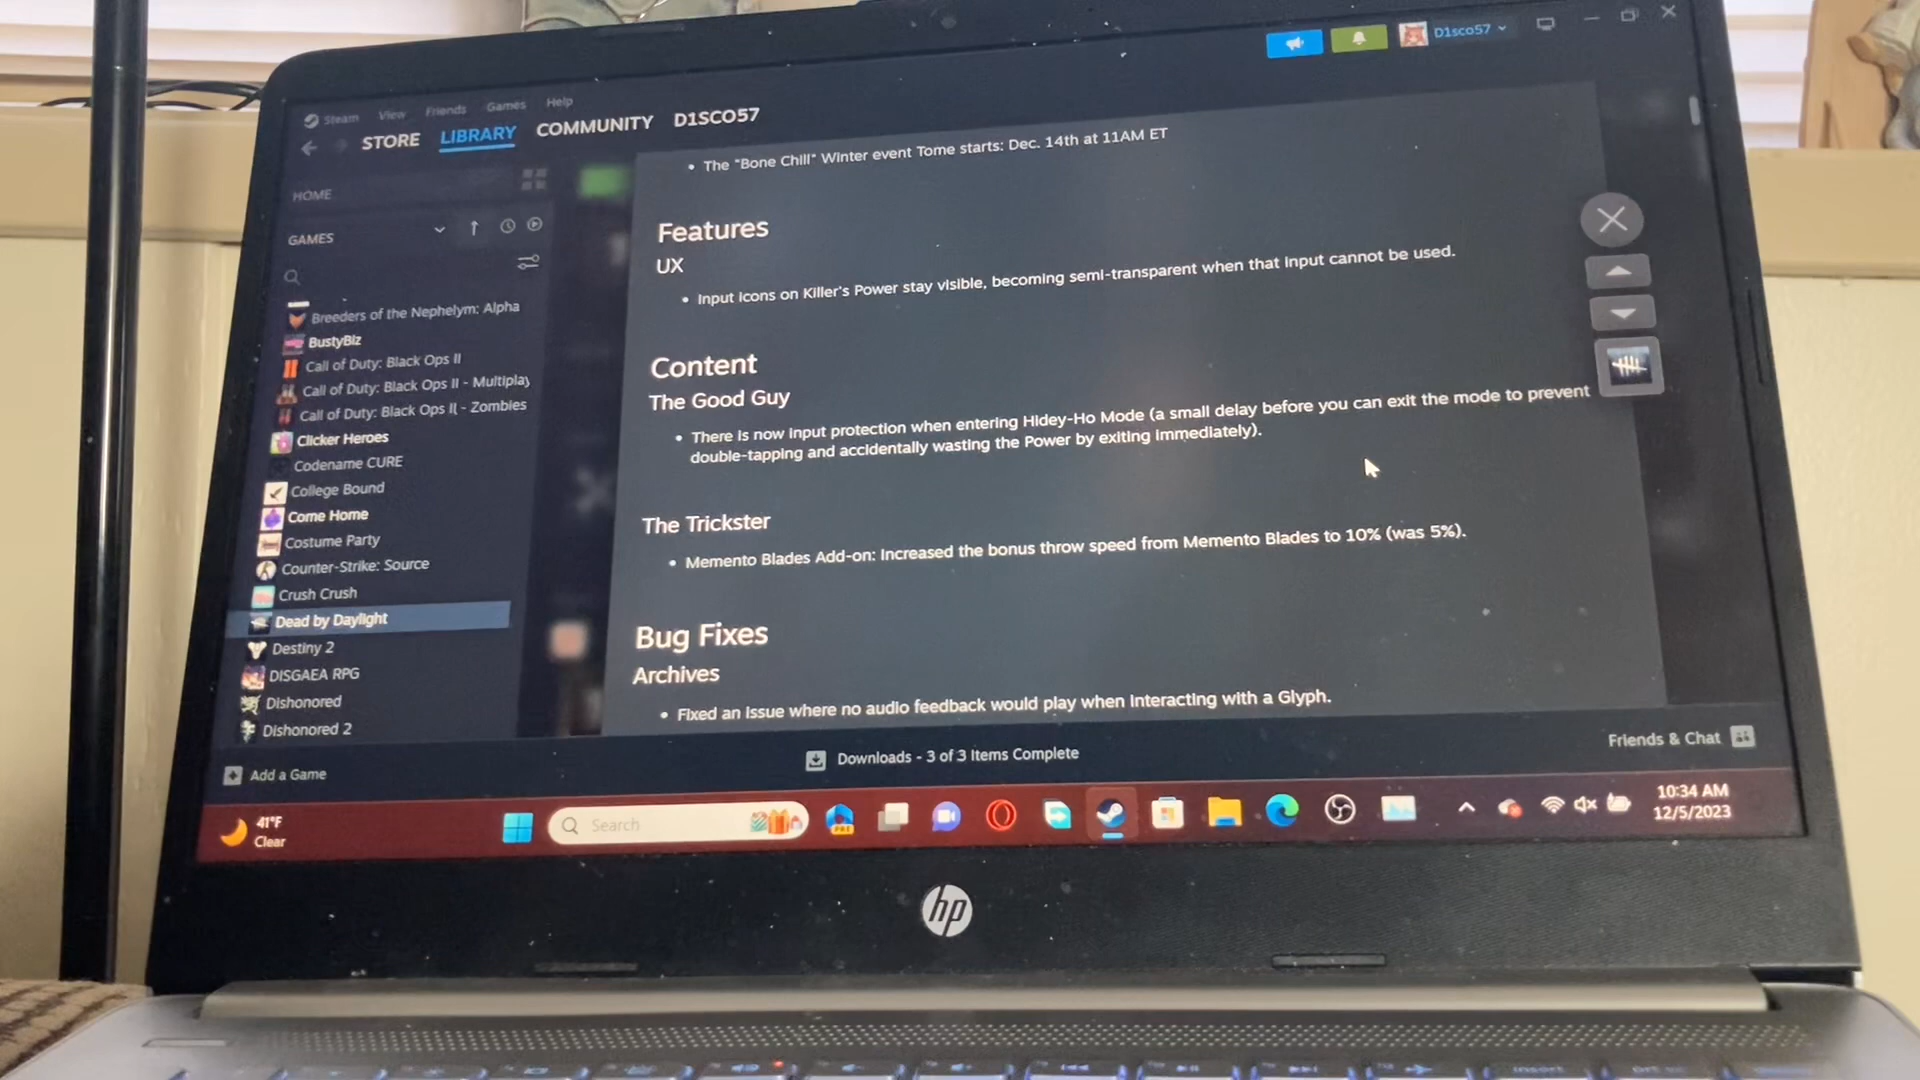 D1sco57
Steam View Friends Games Help
STORE LIBRARY COMMUNITY D1SCO57
HOME
GAMES
Breeders of the Nephelym: Alpha
BustyBiz
Call of Duty: Black Ops II
Call of Duty: Black Ops II - Multiplay
Call of Duty: Black Ops II - Zombies
Clicker Heroes
Codename CURE
College Bound
Come Home
Costume Party
Counter-Strike: Source
Crush Crush
Dead by Daylight
Destiny 2
DISGAEA RPG
Dishonored
Dishonored 2
Add a Game
• The "Bone Chill" Winter event Tome starts: Dec. 14th at 11AM ET
Features
UX
• Input icons on Killer's Power stay visible, becoming semi-transparent when that input cannot be used.
Content
The Good Guy
• There is now input protection when entering Hidey-Ho Mode (a small delay before you can exit the mode to prevent
double-tapping and accidentally wasting the Power by exiting immediately).
The Trickster
• Memento Blades Add-on: Increased the bonus throw speed from Memento Blades to 10% (was 5%).
Bug Fixes
Archives
• Fixed an issue where no audio feedback would play when interacting with a Glyph.
Downloads - 3 of 3 Items Complete
Friends & Chat
41°F
Clear
Search
PRE
10:34 AM
12/5/2023
hp